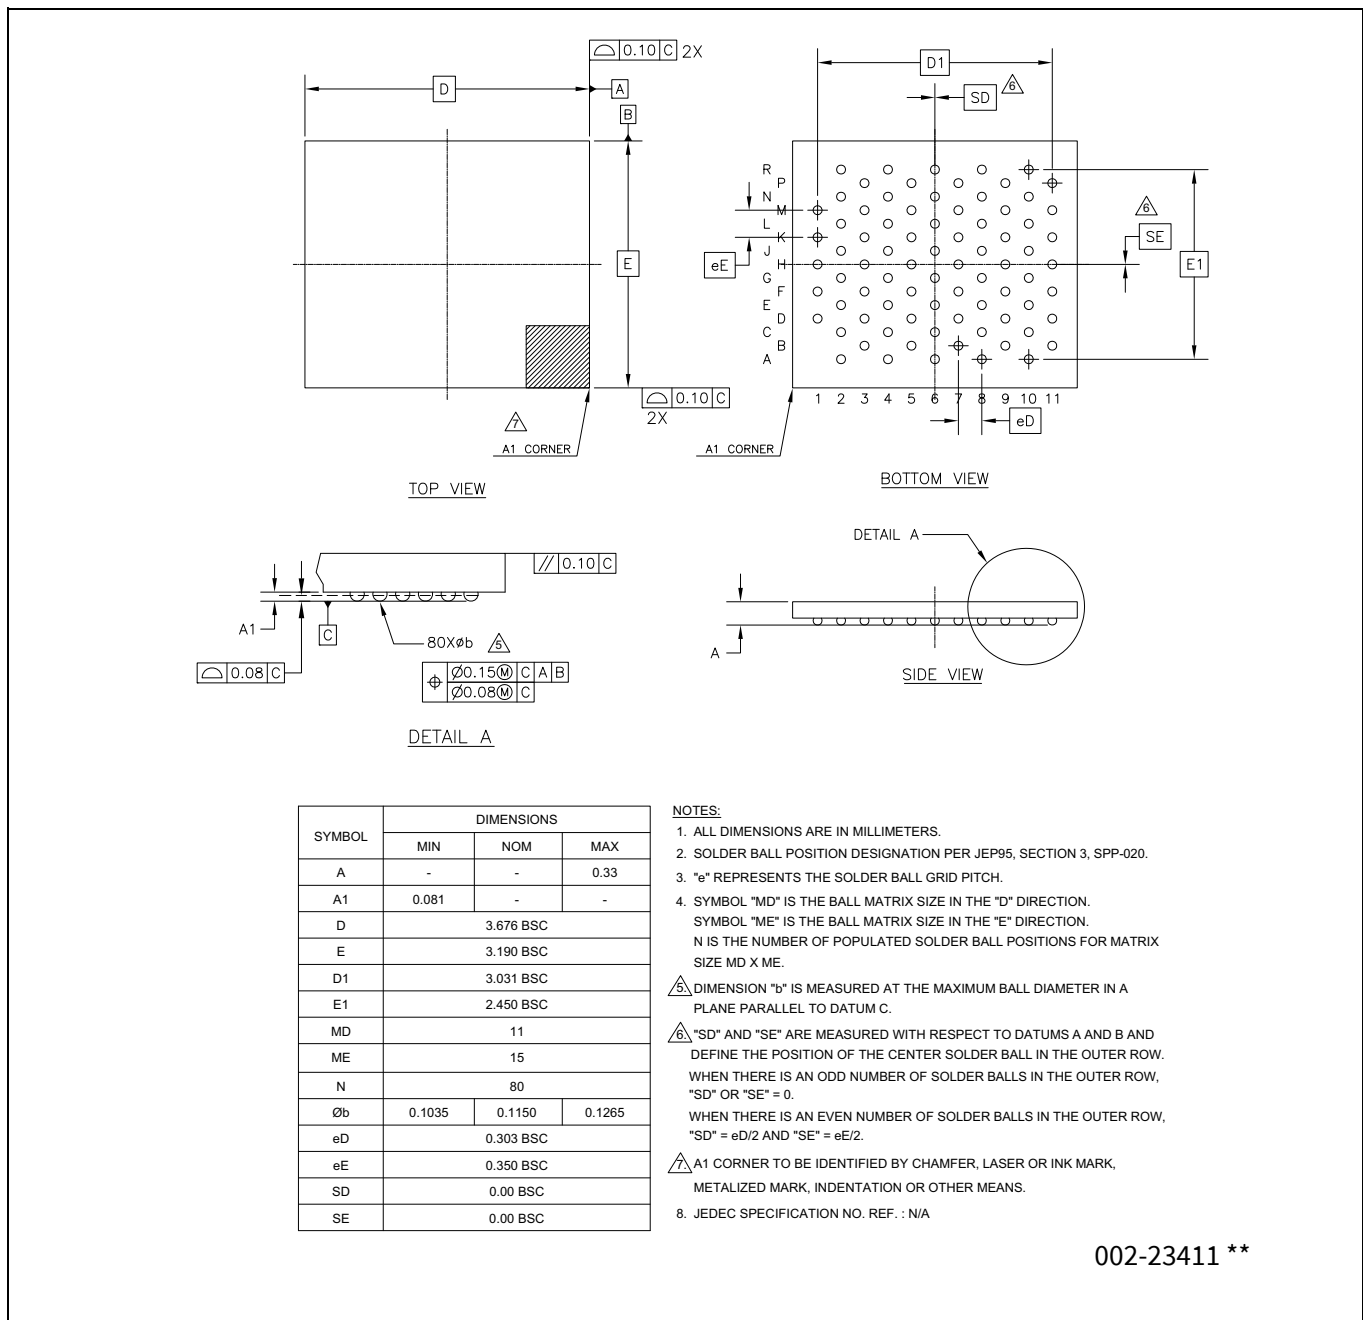 0.10 C 2X
D
A
B
E
0.10 C
2X
7
A1 CORNER
TOP VIEW
D1
SD
6
R
P
N
M
L
K
J
H
G
F
E
D
C
B
A
eE
6
SE
E1
1 2 3 4 5 6 7 8 9 10 11
eD
A1 CORNER
BOTTOM VIEW
// 0.10 C
A1
C
0.08 C
80XØb 5
Ø0.15Ⓜ C A B
Ø0.08Ⓜ C
DETAIL A
DETAIL A
A
SIDE VIEW
SYMBOL DIMENSIONS
MIN NOM MAX
A - - 0.33
A1 0.081 - -
D 3.676 BSC
E 3.190 BSC
D1 3.031 BSC
E1 2.450 BSC
MD 11
ME 15
N 80
Øb 0.1035 0.1150 0.1265
eD 0.303 BSC
eE 0.350 BSC
SD 0.00 BSC
SE 0.00 BSC
NOTES:
1. ALL DIMENSIONS ARE IN MILLIMETERS.
2. SOLDER BALL POSITION DESIGNATION PER JEP95, SECTION 3, SPP-020.
3. "e" REPRESENTS THE SOLDER BALL GRID PITCH.
4. SYMBOL "MD" IS THE BALL MATRIX SIZE IN THE "D" DIRECTION.
SYMBOL "ME" IS THE BALL MATRIX SIZE IN THE "E" DIRECTION.
N IS THE NUMBER OF POPULATED SOLDER BALL POSITIONS FOR MATRIX
SIZE MD X ME.
5. DIMENSION "b" IS MEASURED AT THE MAXIMUM BALL DIAMETER IN A
PLANE PARALLEL TO DATUM C.
6. "SD" AND "SE" ARE MEASURED WITH RESPECT TO DATUMS A AND B AND
DEFINE THE POSITION OF THE CENTER SOLDER BALL IN THE OUTER ROW.
WHEN THERE IS AN ODD NUMBER OF SOLDER BALLS IN THE OUTER ROW,
"SD" OR "SE" = 0.
WHEN THERE IS AN EVEN NUMBER OF SOLDER BALLS IN THE OUTER ROW,
"SD" = eD/2 AND "SE" = eE/2.
7. A1 CORNER TO BE IDENTIFIED BY CHAMFER, LASER OR INK MARK,
METALIZED MARK, INDENTATION OR OTHER MEANS.
8. JEDEC SPECIFICATION NO. REF. : N/A
002-23411 **